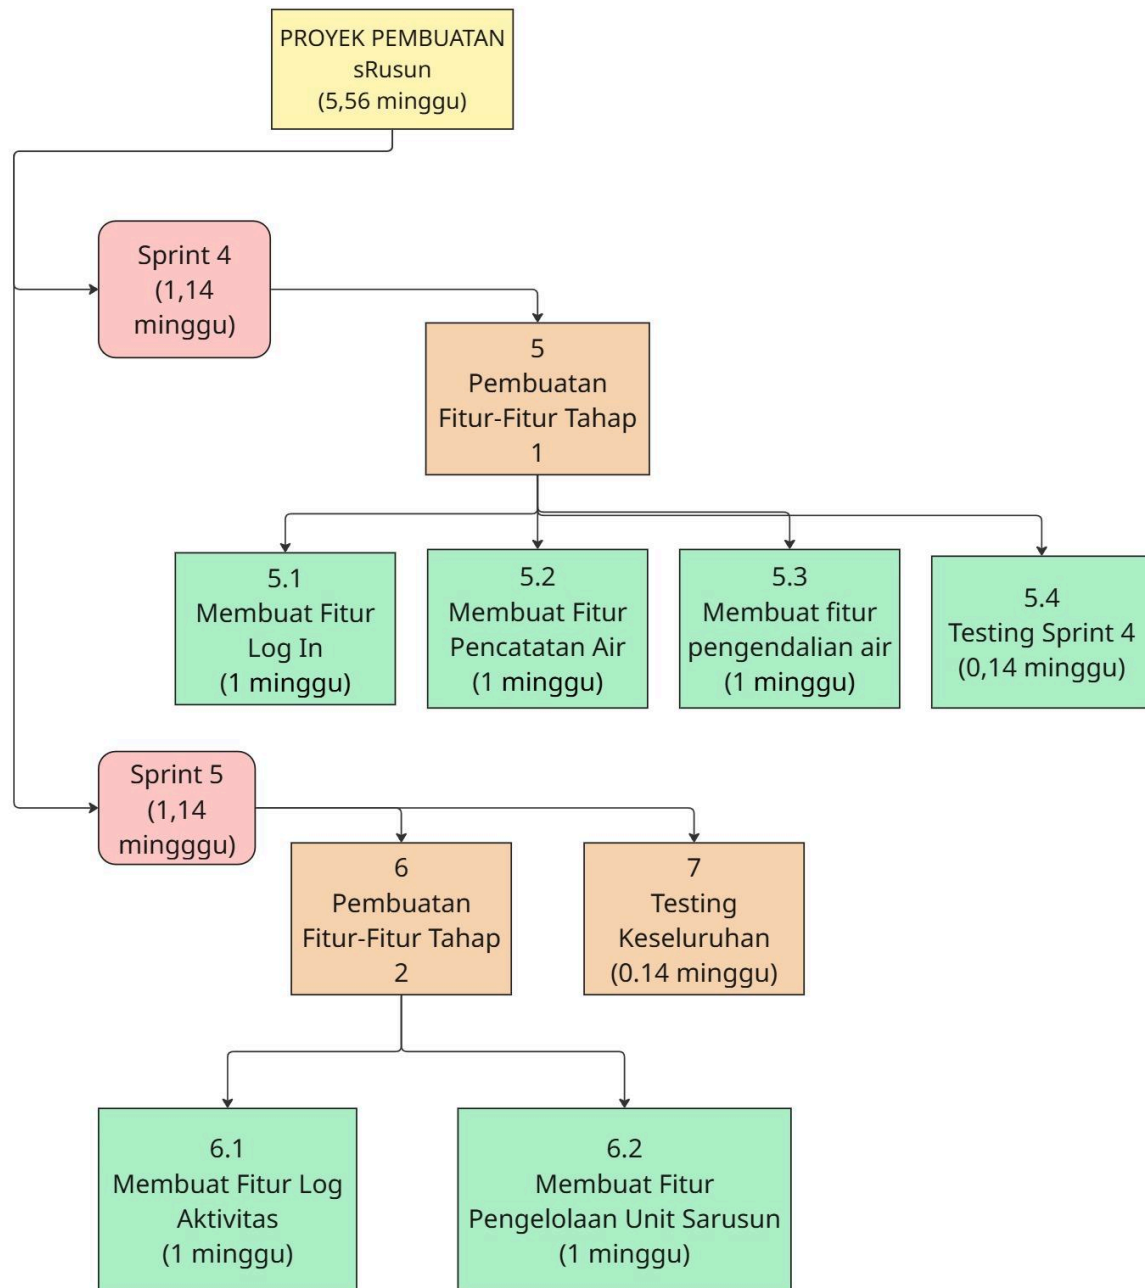 PROYEK PEMBUATAN
sRusun
(5,56 minggu)
Sprint 4
(1,14
minggu)
5
Pembuatan
Fitur-Fitur Tahap
1
5.1
Membuat Fitur
Log In
(1 minggu)
5.2
Membuat Fitur
Pencatatan Air
(1 minggu)
5.3
Membuat fitur
pengendalian air
(1 minggu)
5.4
Testing Sprint 4
(0,14 minggu)
Sprint 5
(1,14
mingggu)
6
Pembuatan
Fitur-Fitur Tahap
2
7
Testing
Keseluruhan
(0.14 minggu)
6.1
Membuat Fitur Log
Aktivitas
(1 minggu)
6.2
Membuat Fitur
Pengelolaan Unit Sarusun
(1 minggu)